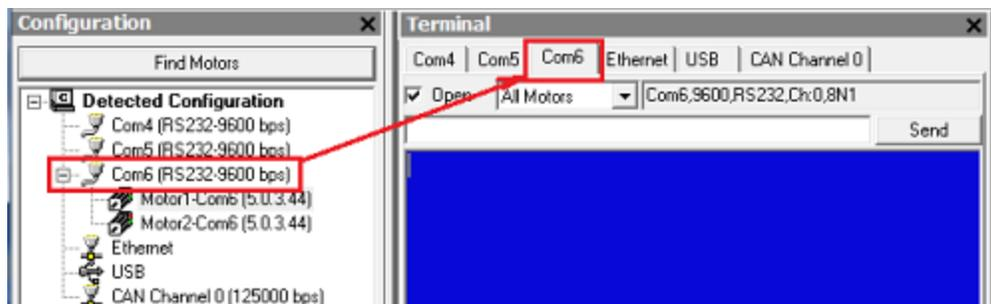 Configuration
Find Motors
Detected Configuration
Com4 (RS232-9600 bps)
Com5 (RS232-9600 bps)
Com6 (RS232-9600 bps)
Motor1-Com6 (5.0.3.44)
Motor2-Com6 (5.0.3.44)
Ethernet
USB
CAN Channel 0 (125000 bps)
Terminal
Com4 Com5 Com6 Ethernet USB CAN Channel 0
Open All Motors Com6,9600,RS232,Ch:0,8N1
Send